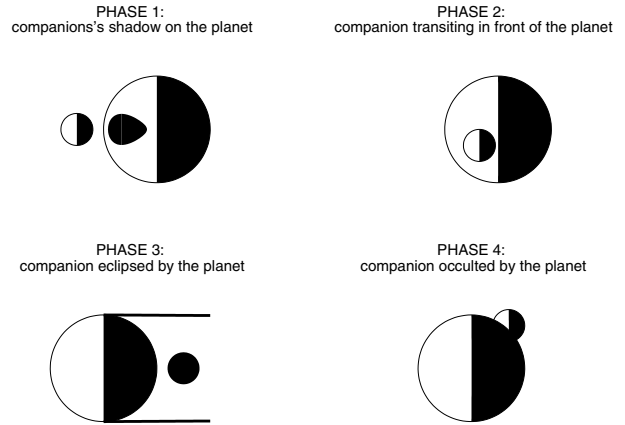 PHASE 1:
companions's shadow on the planet
PHASE 2:
companion transiting in front of the planet
PHASE 3:
companion eclipsed by the planet
PHASE 4:
companion occulted by the planet